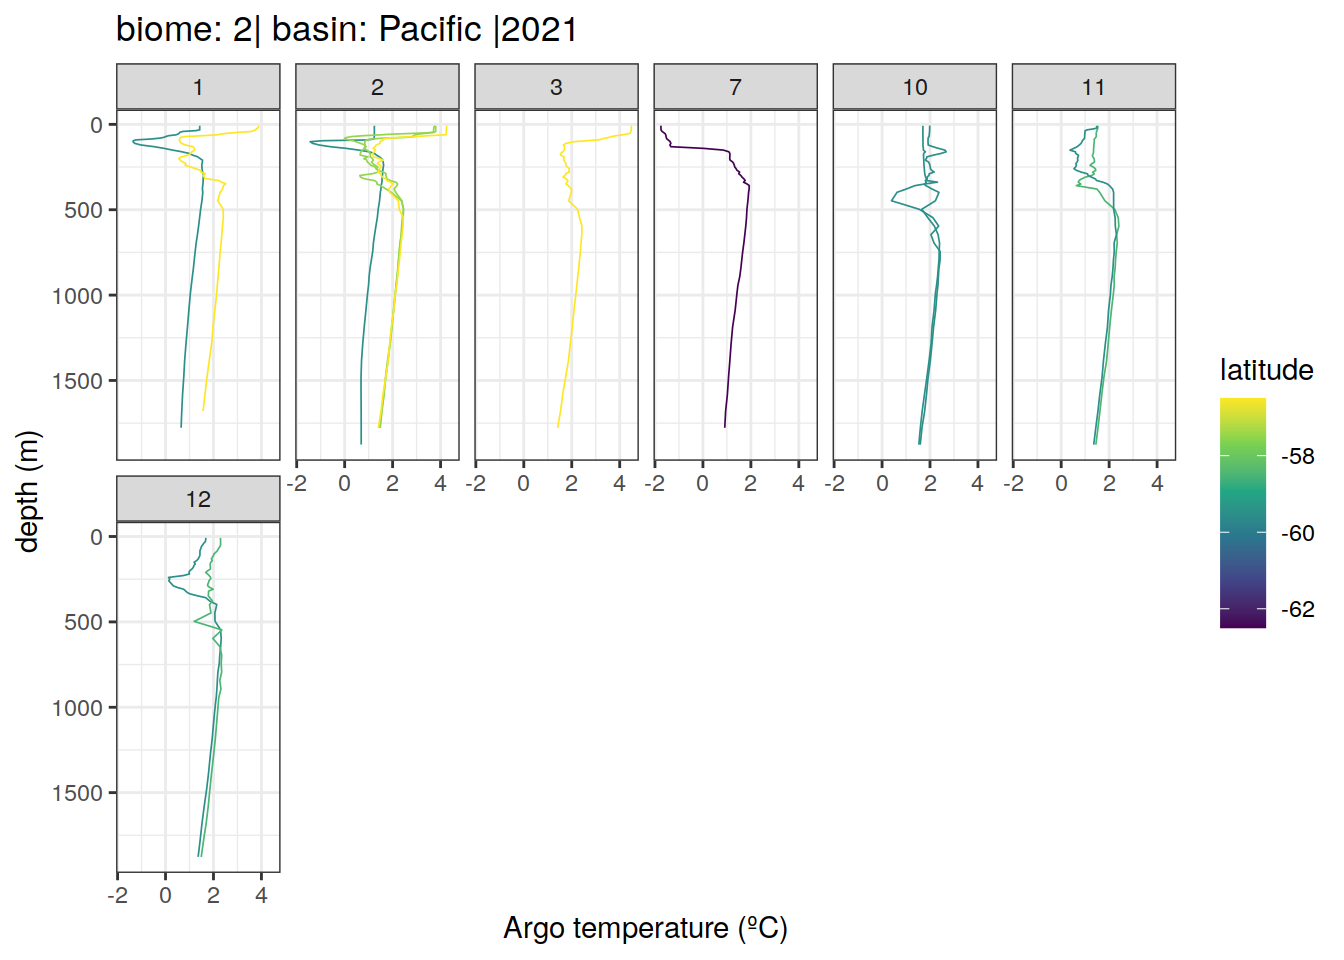 biome: 2| basin: Pacific |2021
1 2 3 7 10 11
0
500
1000
1500
-2 0 2 4 -2 0 2 4 -2 0 2 4 -2 0 2 4 -2 0 2 4
12
0
500
1000
1500
-2 0 2 4
depth (m)
Argo temperature (ºC)
latitude
-58
-60
-62